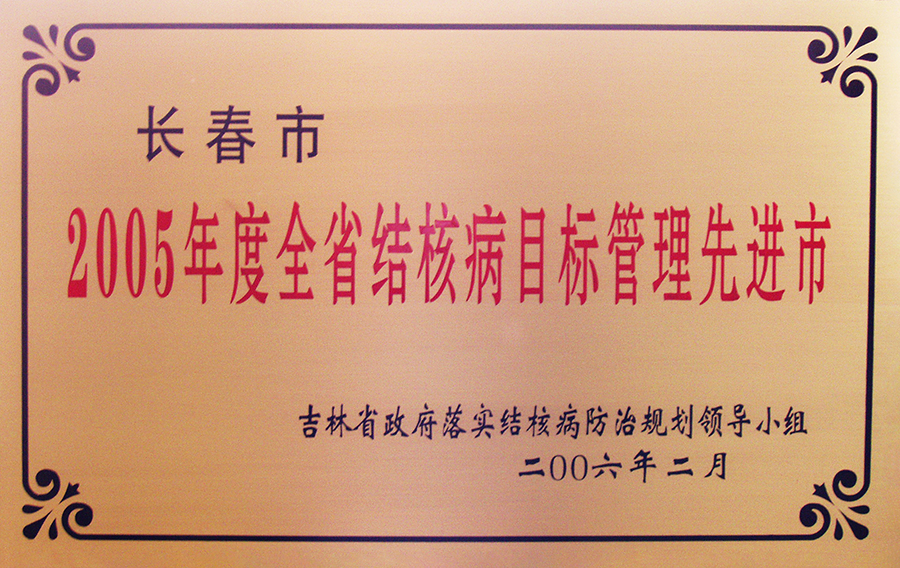 长春市
2005年度全省结核病目标管理先进市
吉林省政府落实结核病防治规划领导小组
二00六年二月